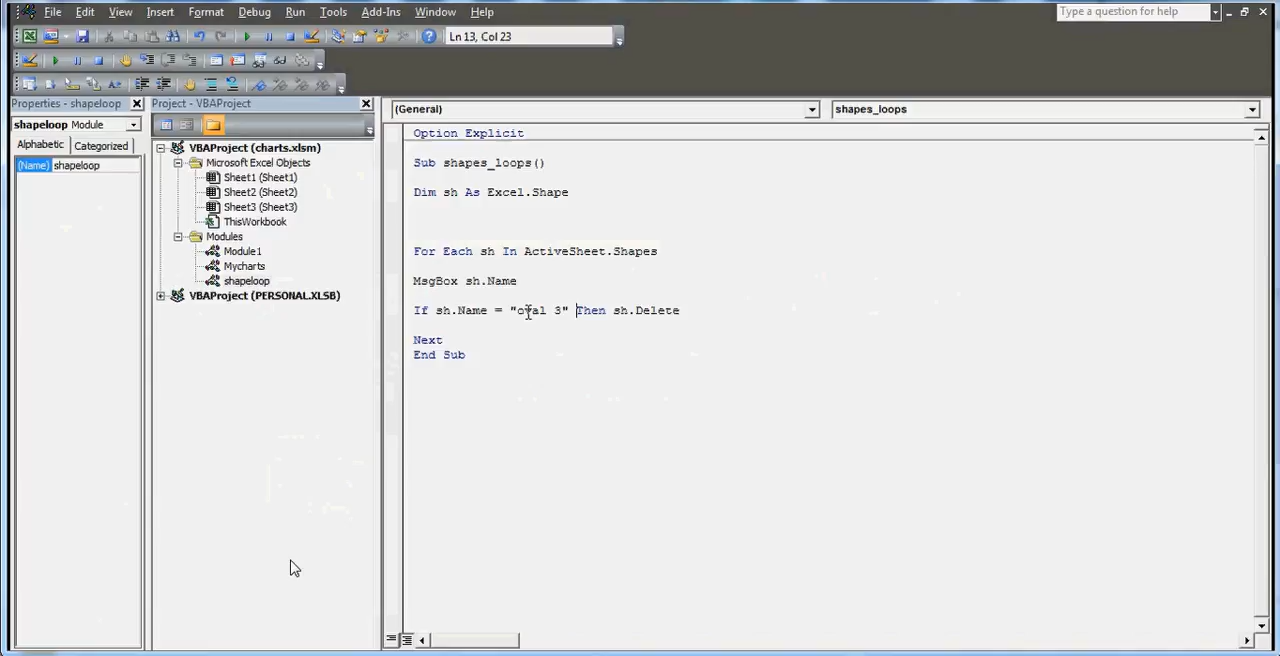 File Edit View Insert Format Debug Run Tools Add-Ins Window Help Type a question for help
Ln 13, Col 23
Properties - shapeloop
shapeloop Module
Alphabetic Categorized
(Name) shapeloop
Project - VBAProject
VBAProject (charts.xlsm)
Microsoft Excel Objects
Sheet1 (Sheet1)
Sheet2 (Sheet2)
Sheet3 (Sheet3)
ThisWorkbook
Modules
Module1
Mycharts
shapeloop
VBAProject (PERSONAL.XLSB)
(General) shapes_loops
Option Explicit
Sub shapes_loops()
Dim sh As Excel.Shape
For Each sh In ActiveSheet.Shapes
MsgBox sh.Name
If sh.Name = "oval 3" Then sh.Delete
Next
End Sub